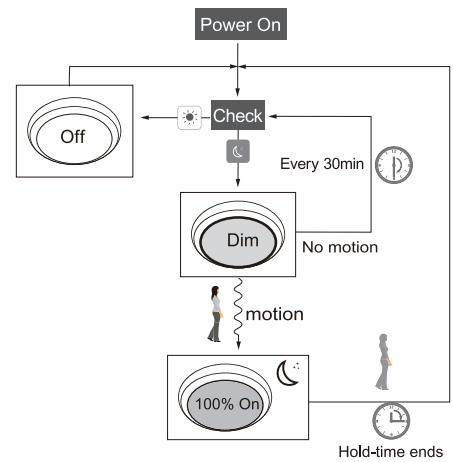 Power On
Check
Off
Every 30min
Dim
No motion
motion
100% On
Hold-time ends